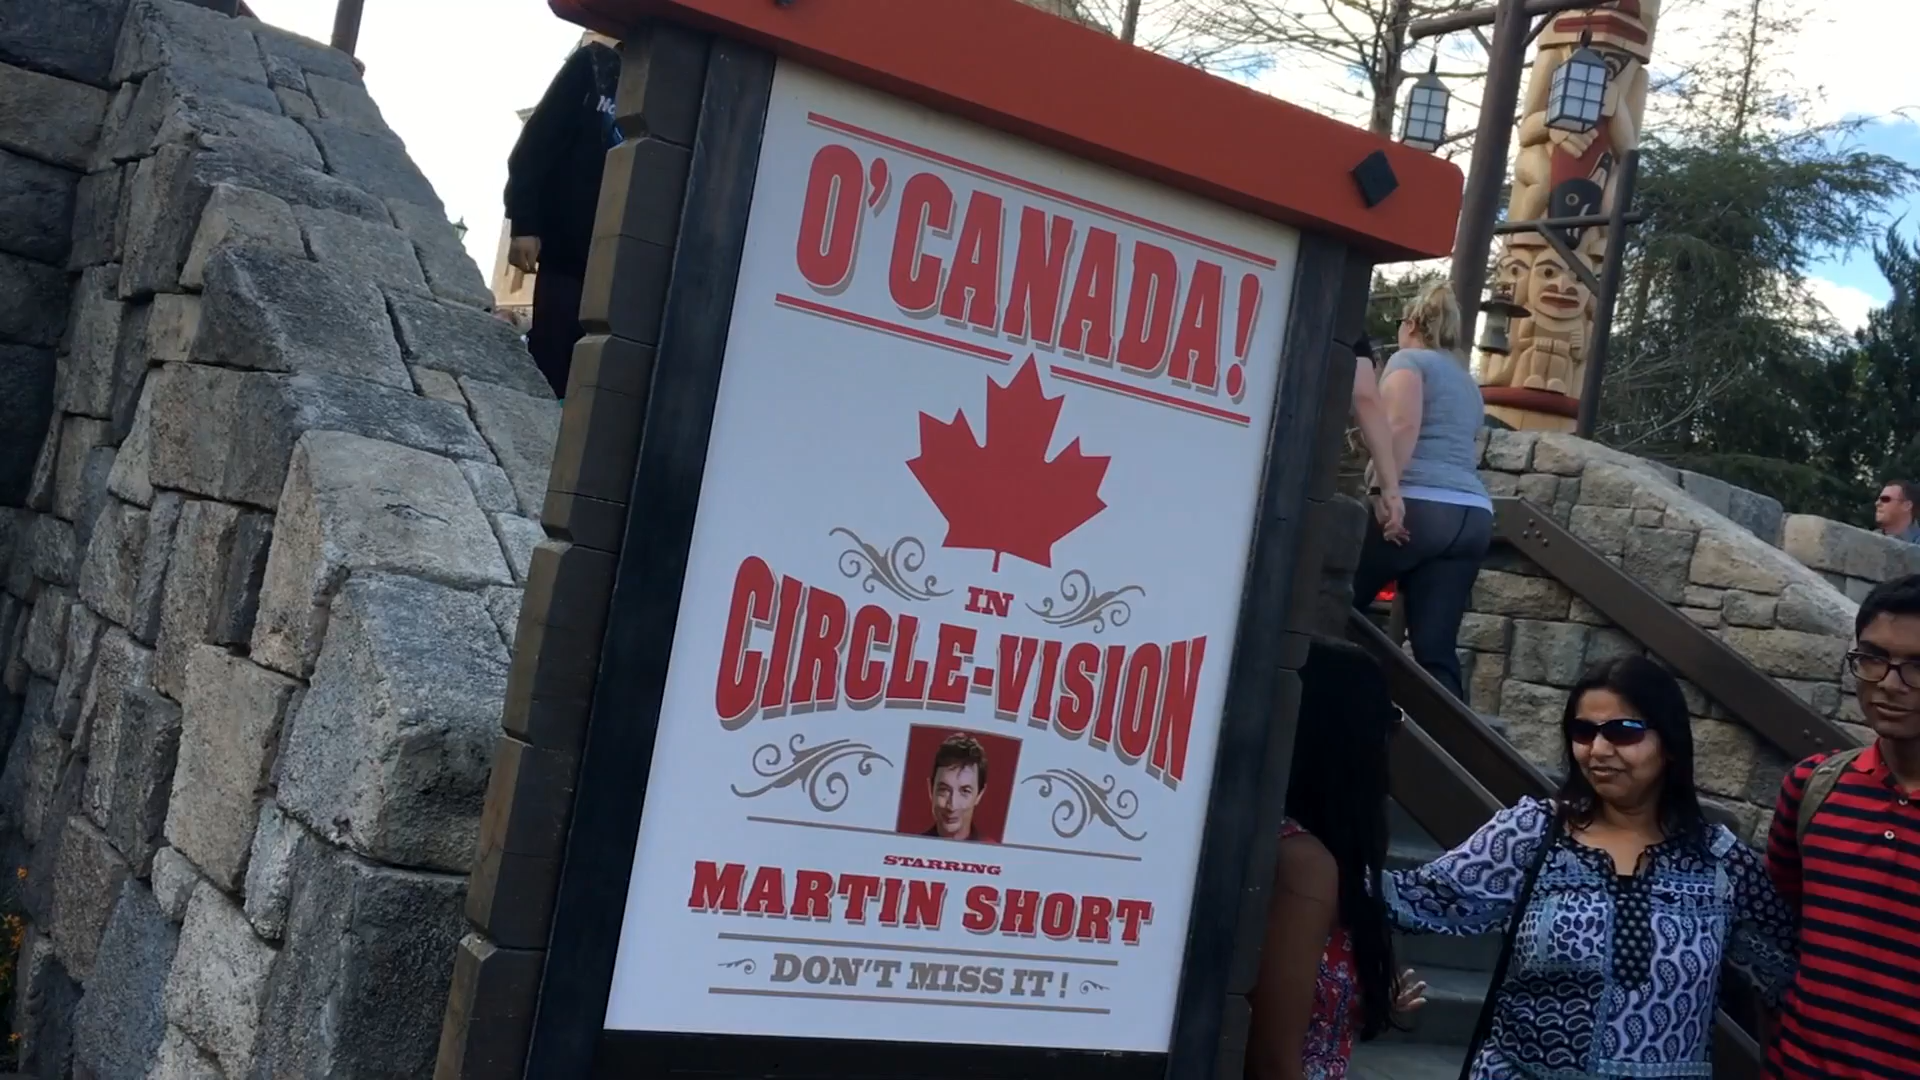 O'CANADA!
IN
CIRCLE-VISION
STARRING
MARTIN SHORT
DON'T MISS IT!